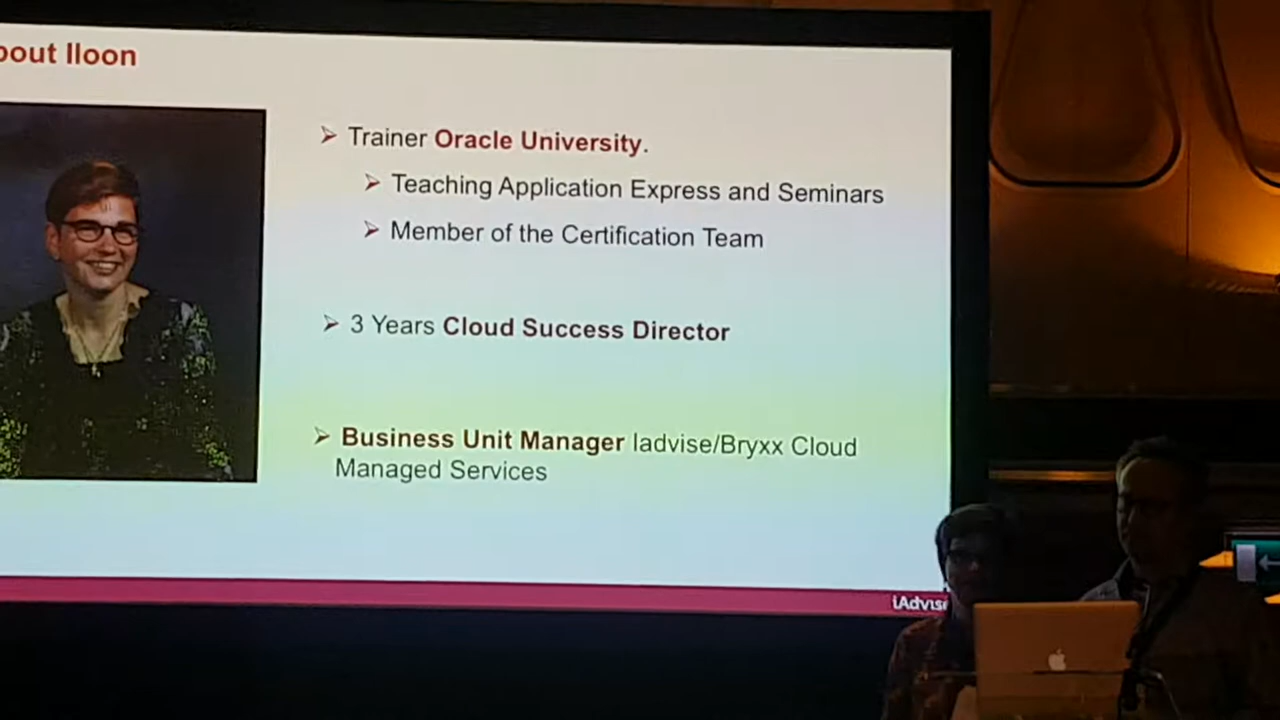 bout Iloon
➢ Trainer Oracle University.
➢ Teaching Application Express and Seminars
➢ Member of the Certification Team
➢ 3 Years Cloud Success Director
➢ Business Unit Manager Iadvise/Bryxx Cloud
Managed Services
iAdvise